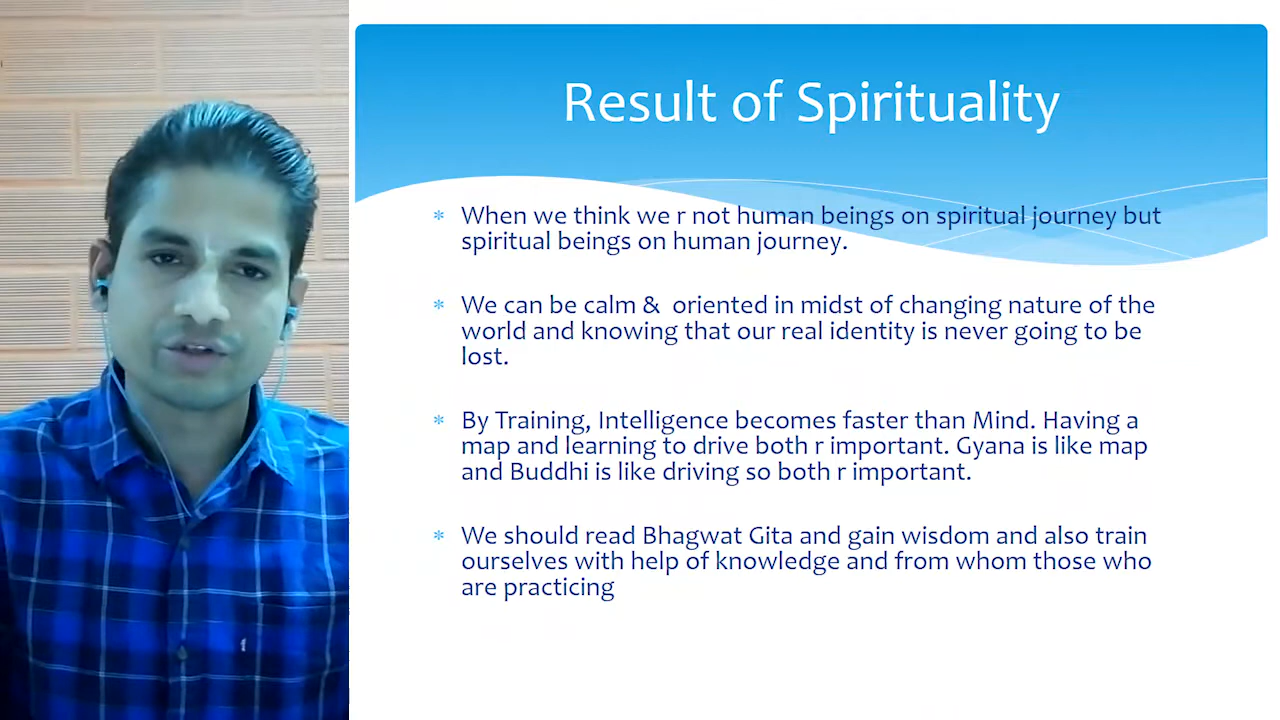 Result of Spirituality
* When we think we r not human beings on spiritual journey but
spiritual beings on human journey.
* We can be calm & oriented in midst of changing nature of the
world and knowing that our real identity is never going to be
lost.
* By Training, Intelligence becomes faster than Mind. Having a
map and learning to drive both r important. Gyana is like map
and Buddhi is like driving so both r important.
* We should read Bhagwat Gita and gain wisdom and also train
ourselves with help of knowledge and from whom those who
are practicing